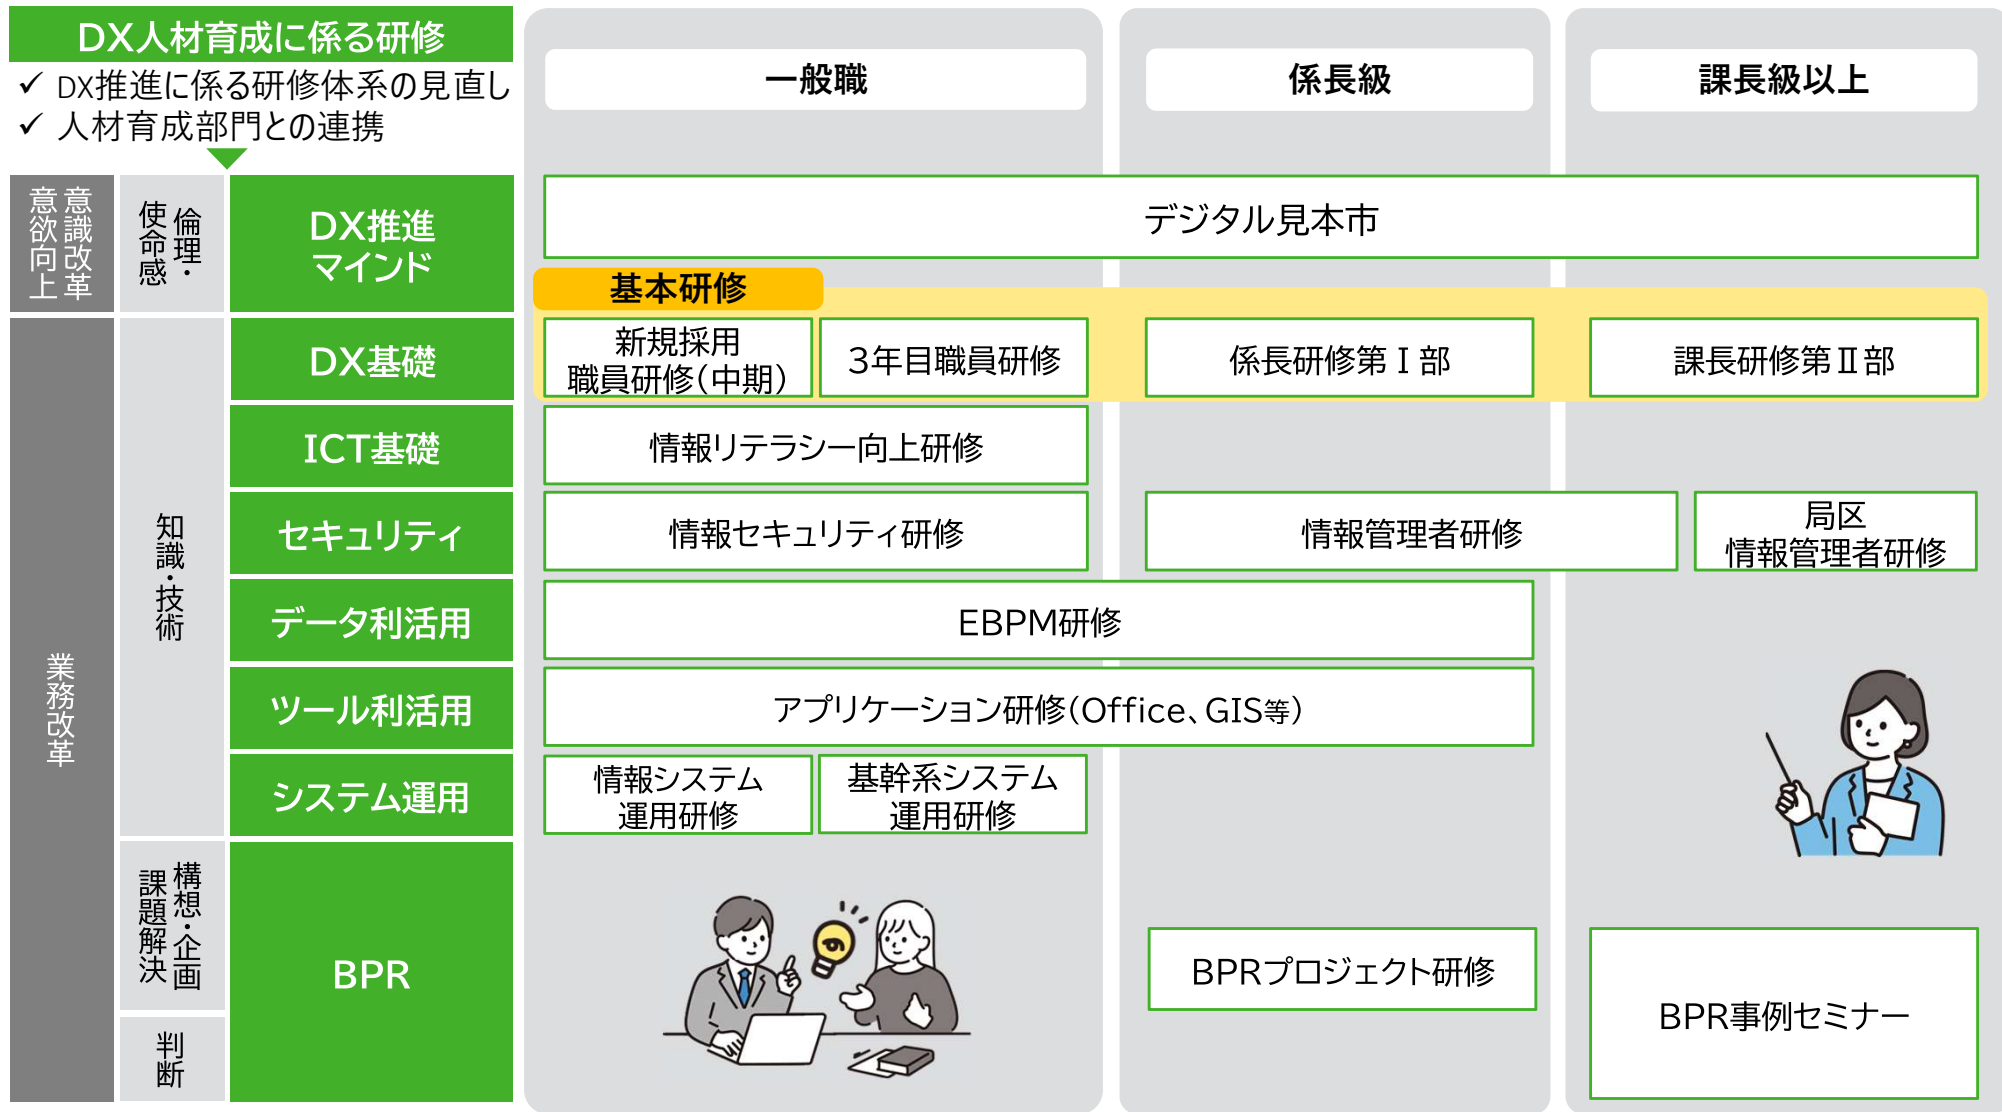 DX人材育成に係る研修
✓ DX推進に係る研修体系の見直し
✓ 人材育成部門との連携
一般職
係長級
課長級以上
意識改革
意欲向上
倫理・
使命感
DX推進
マインド
デジタル見本市
基本研修
業務改革
知識・技術
DX基礎
新規採用
職員研修(中期)
3年目職員研修
係長研修第Ⅰ部
課長研修第Ⅱ部
ICT基礎
情報リテラシー向上研修
セキュリティ
情報セキュリティ研修
情報管理者研修
局区
情報管理者研修
データ利活用
EBPM研修
ツール利活用
アプリケーション研修(Office、GIS等)
システム運用
情報システム
運用研修
基幹系システム
運用研修
構想・企画
課題解決
判断
BPR
BPRプロジェクト研修
BPR事例セミナー